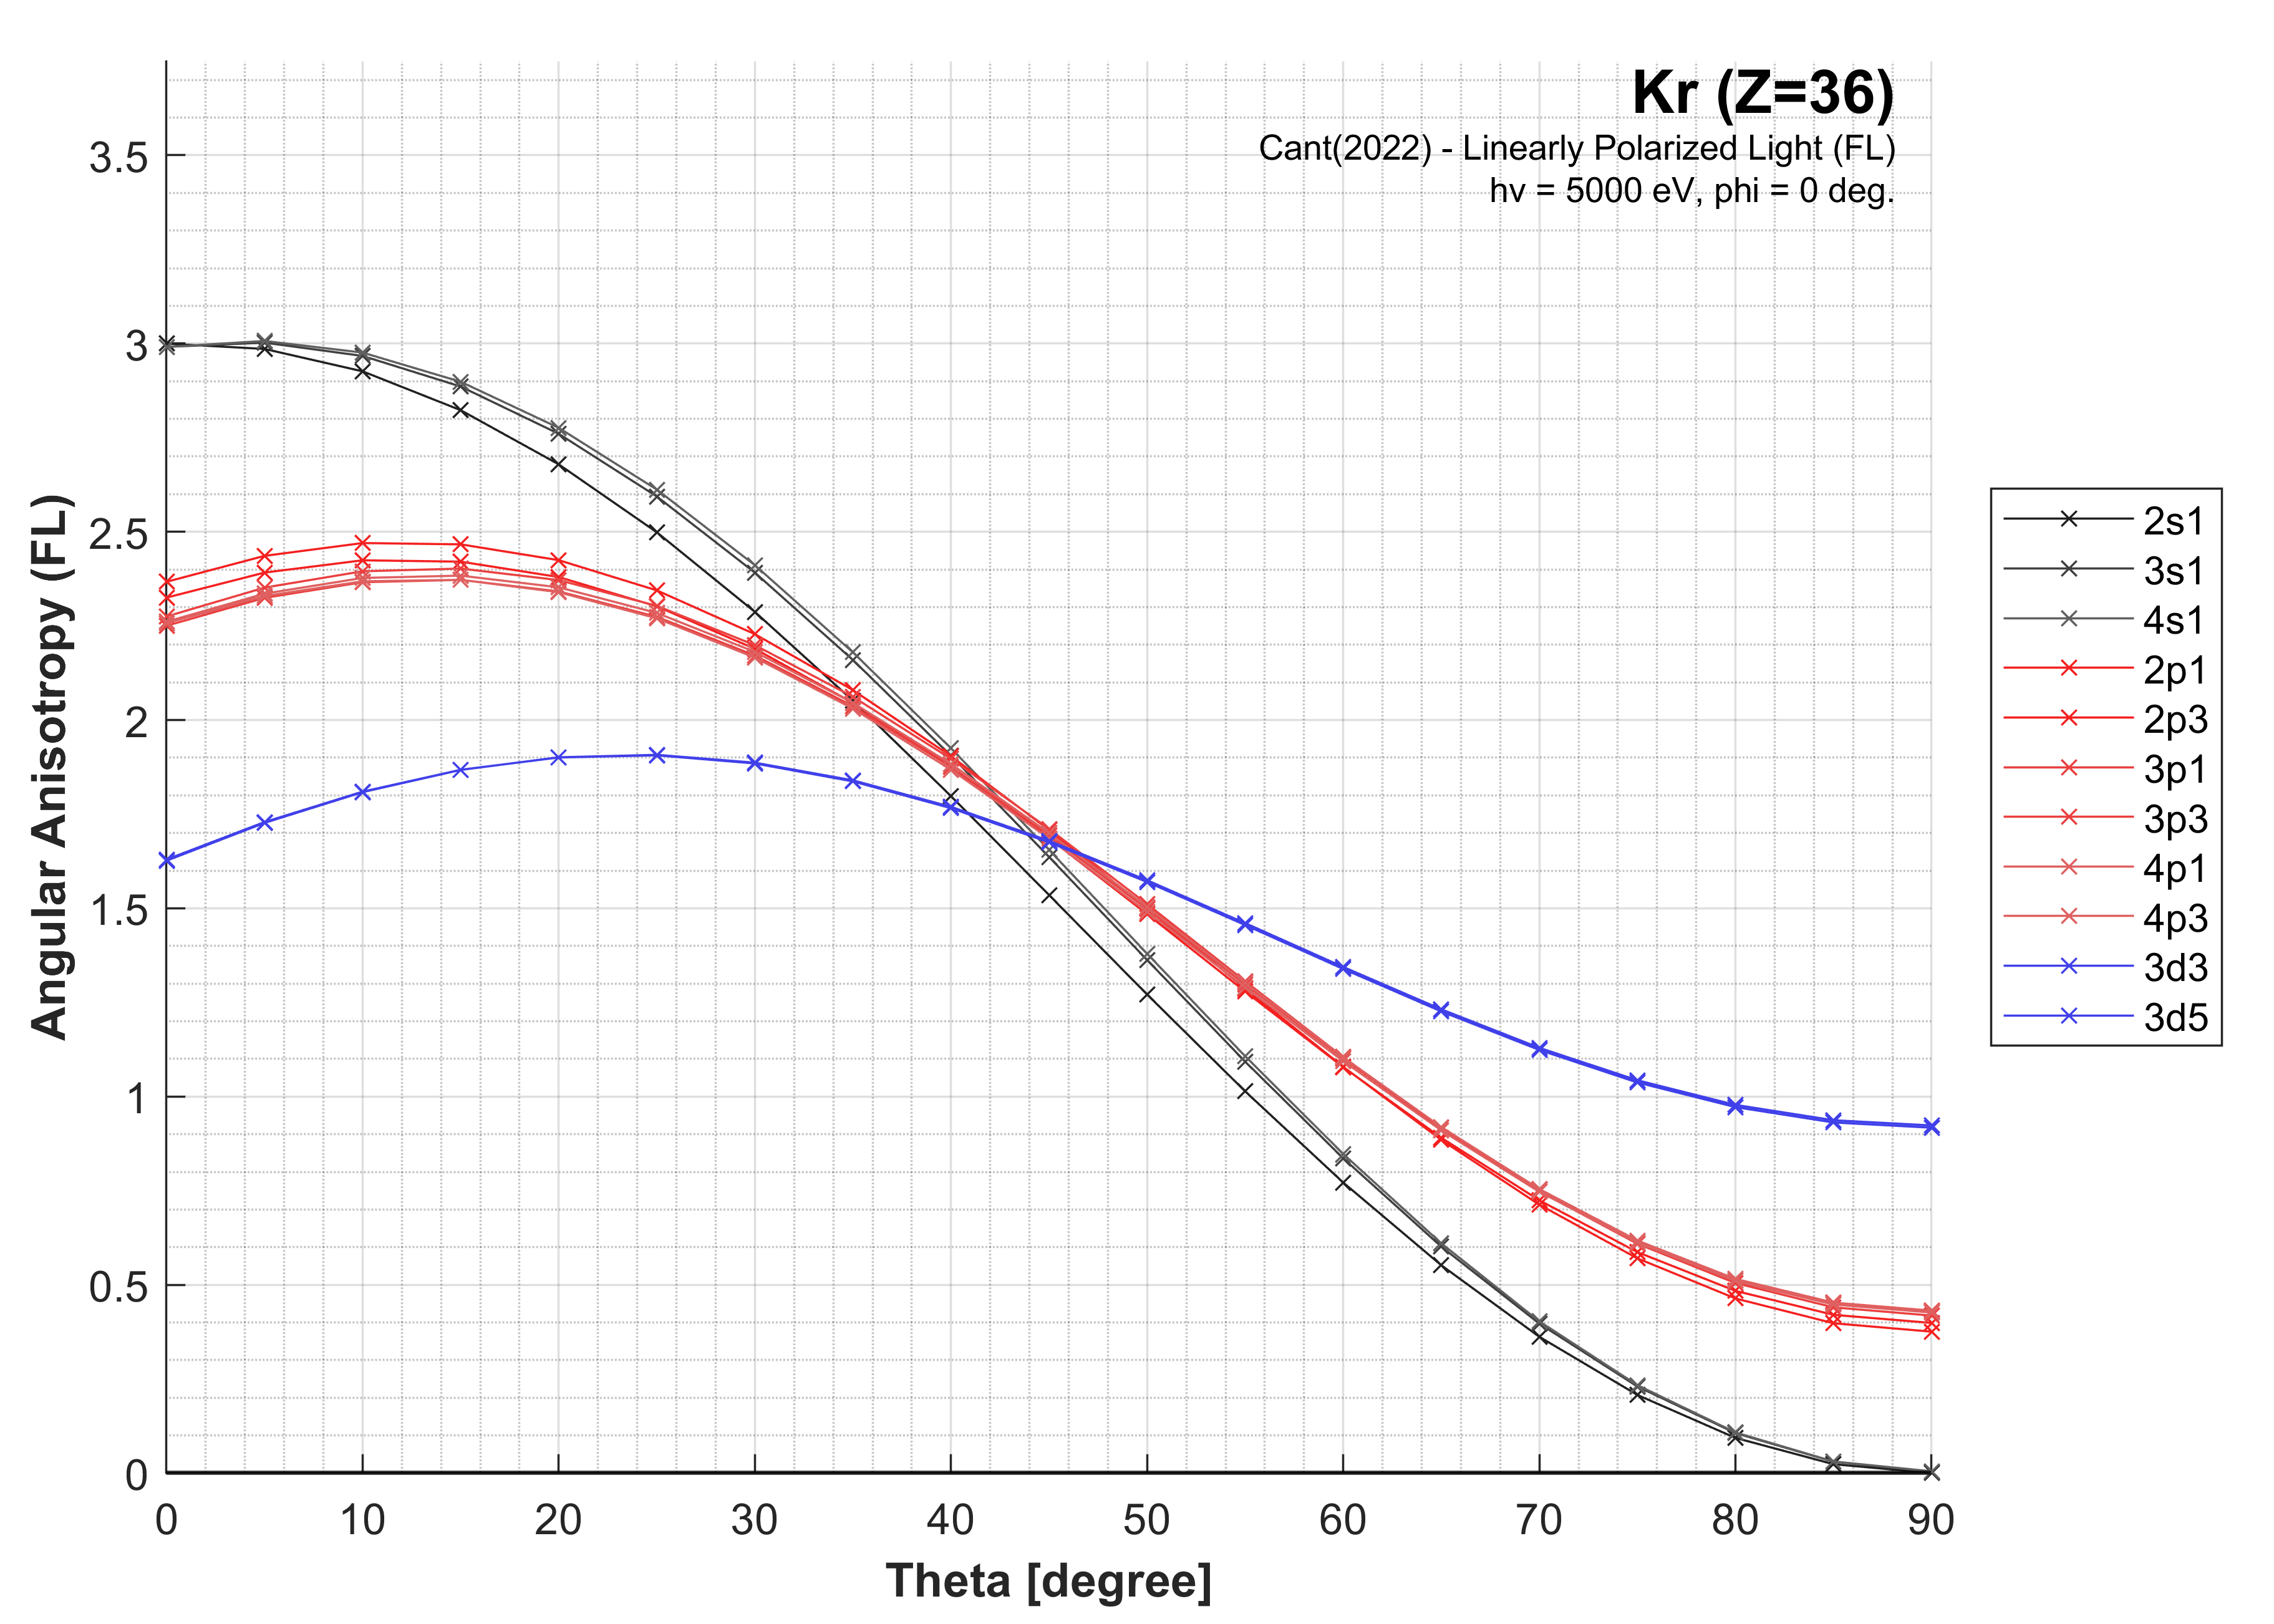 Kr (Z=36)
Cant(2022) - Linearly Polarized Light (FL)
hv = 5000 eV, phi = 0 deg.
Angular Anisotropy (FL)
3.5
3
2.5
2
1.5
1
0.5
0
0 10 20 30 40 50 60 70 80 90
Theta [degree]
2s1
3s1
4s1
2p1
2p3
3p1
3p3
4p1
4p3
3d3
3d5